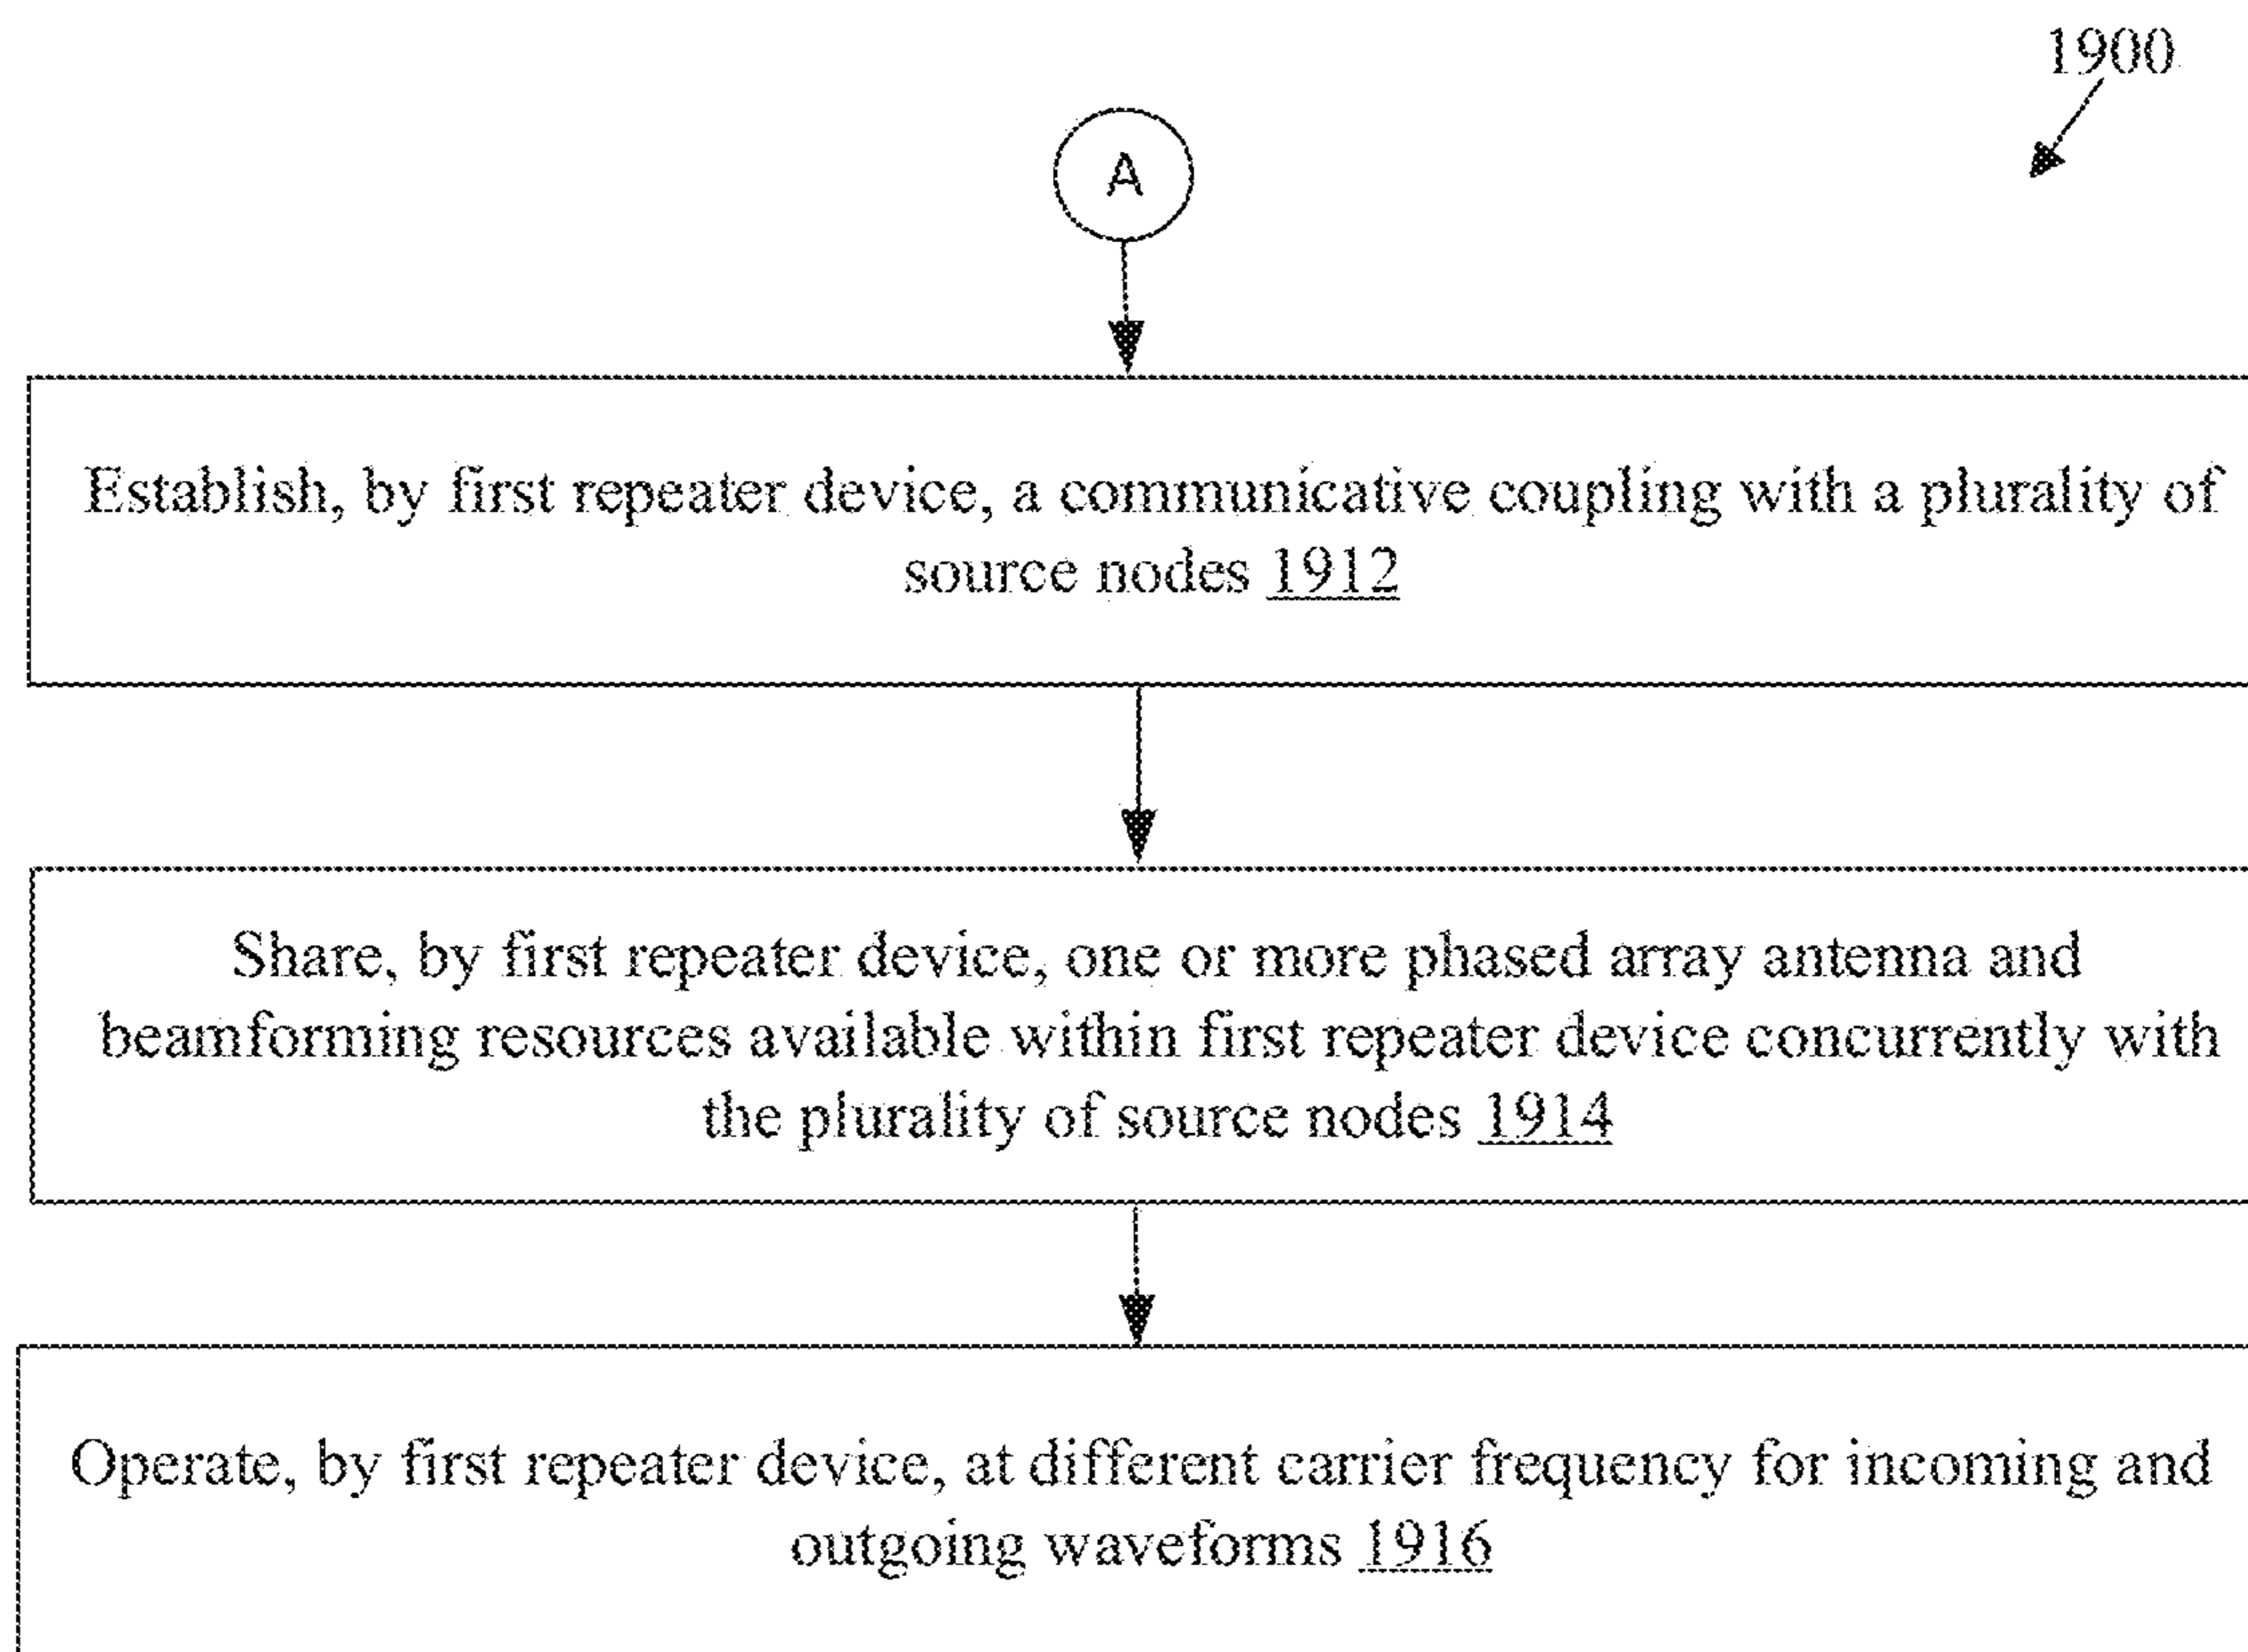 1900
A
Establish, by first repeater device, a communicative coupling with a plurality of
source nodes 1912
Share, by first repeater device, one or more phased array antenna and
beamforming resources available within first repeater device concurrently with
the plurality of source nodes 1914
Operate, by first repeater device, at different carrier frequency for incoming and
outgoing waveforms 1916